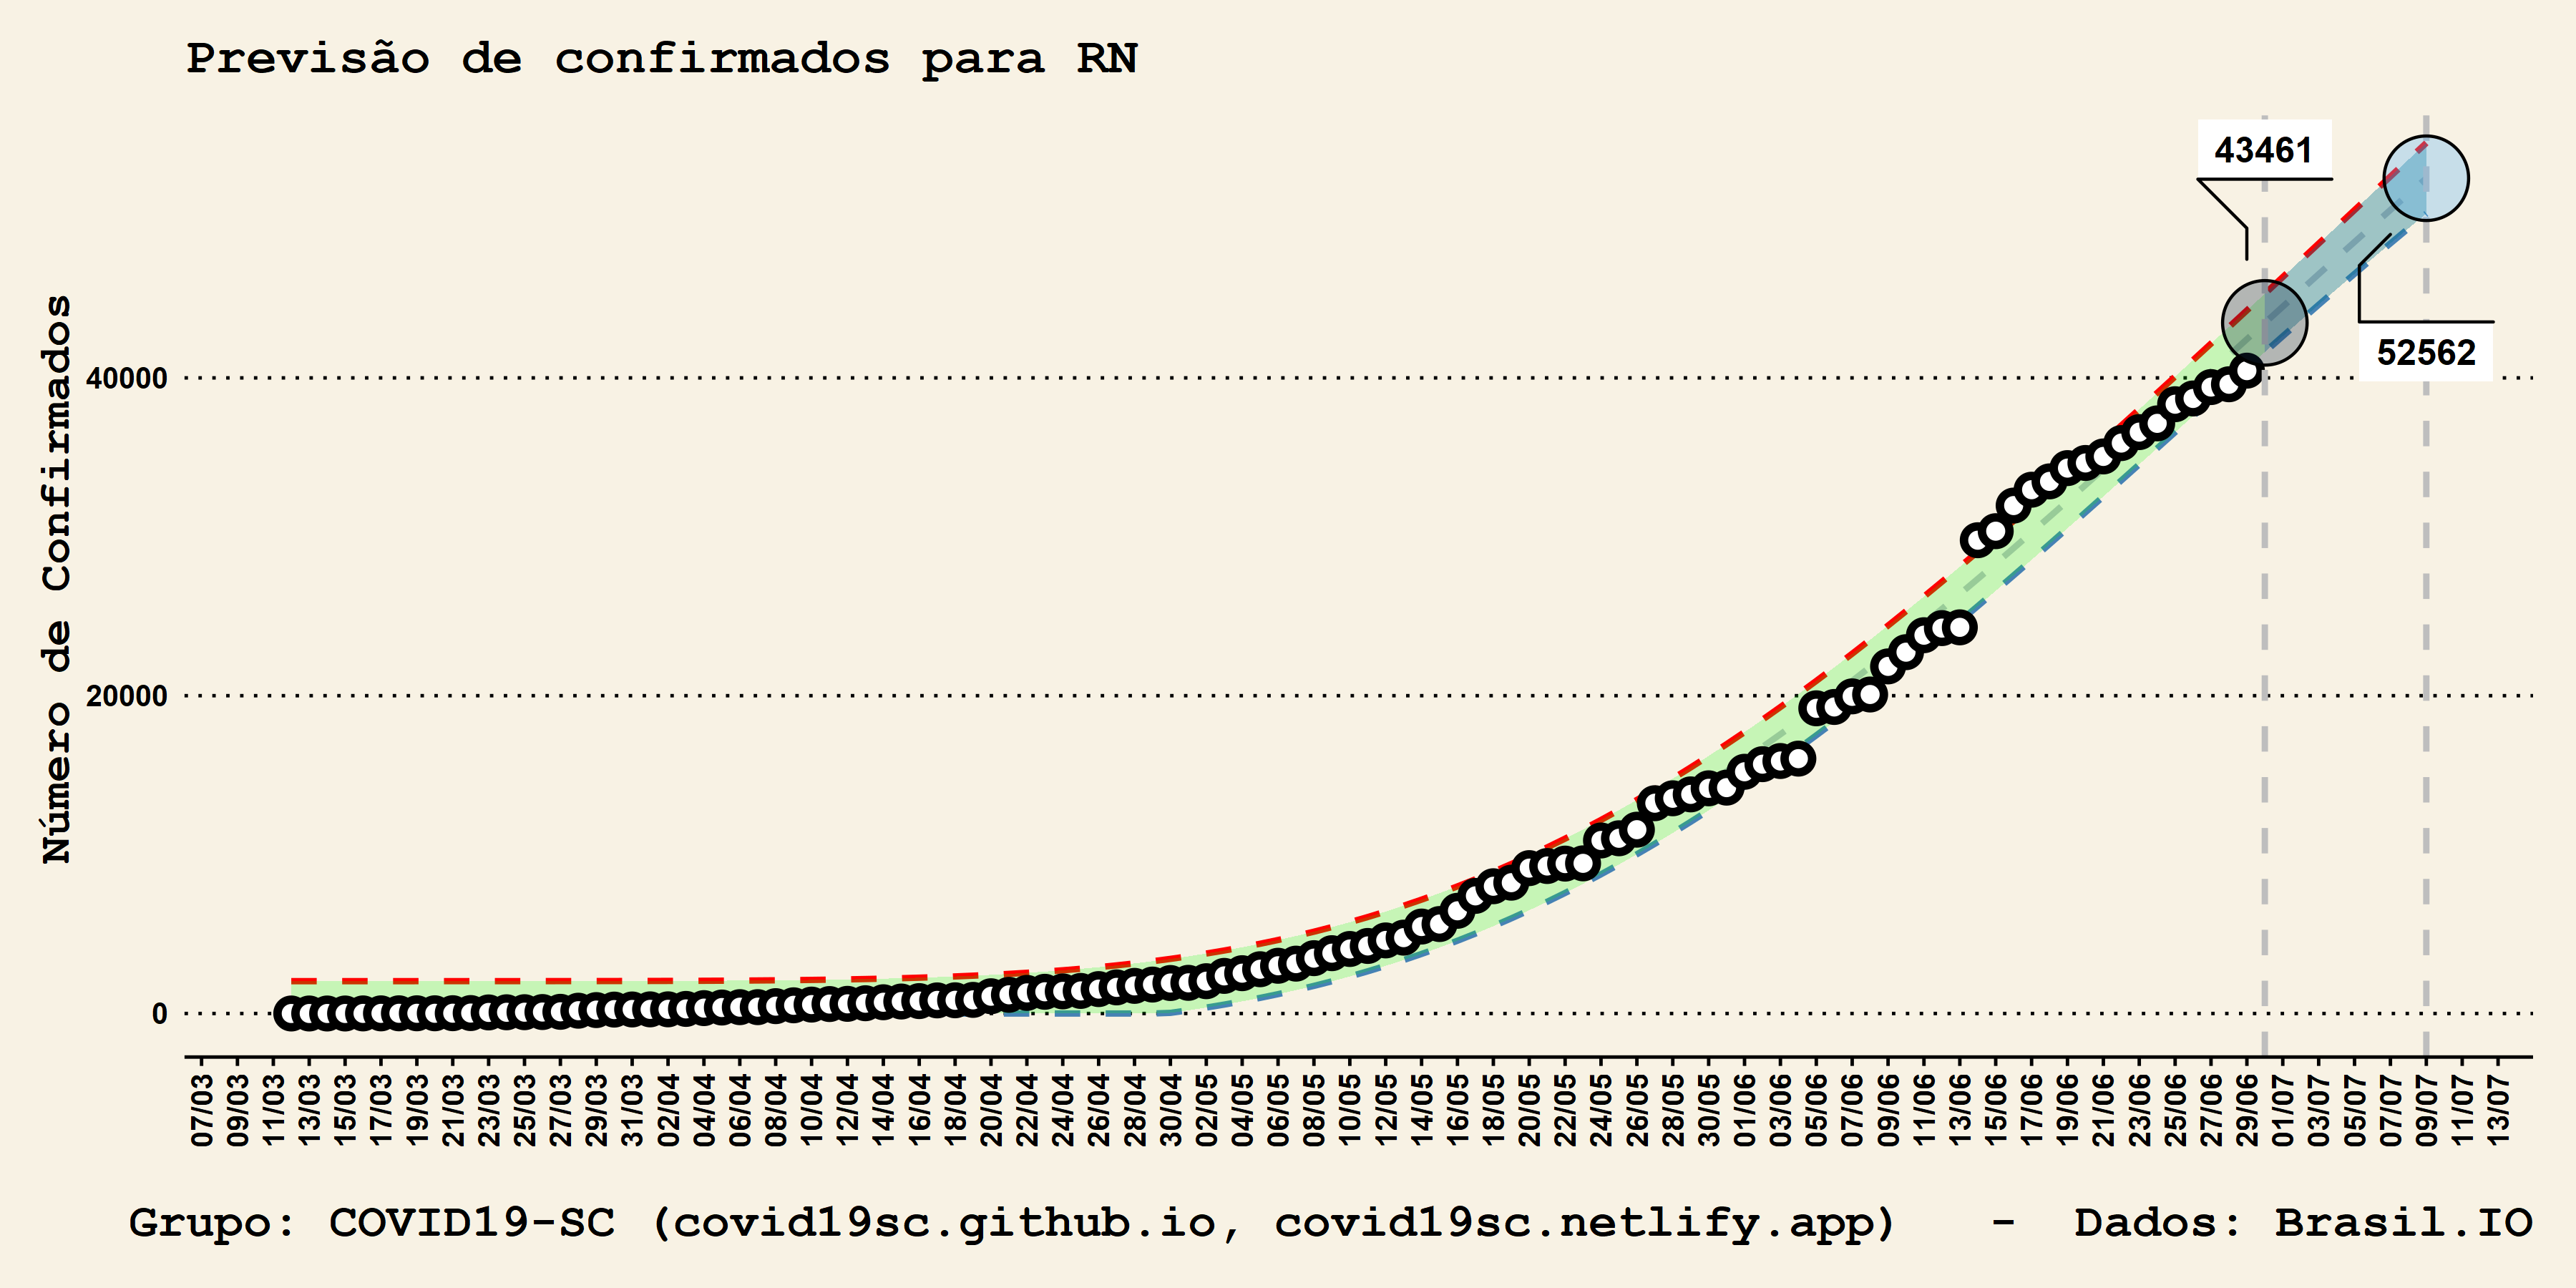 Previsão de confirmados para RN
43461
52562
Número de Confirmados
40000
20000
0
07/03 09/03 11/03 13/03 15/03 17/03 19/03 21/03 23/03 25/03 27/03 29/03 31/03 02/04 04/04 06/04 08/04 10/04 12/04 14/04 16/04 18/04 20/04 22/04 24/04 26/04 28/04 30/04 02/05 04/05 06/05 08/05 10/05 12/05 14/05 16/05 18/05 20/05 22/05 24/05 26/05 28/05 30/05 01/06 03/06 05/06 07/06 09/06 11/06 13/06 15/06 17/06 19/06 21/06 23/06 25/06 27/06 29/06 01/07 03/07 05/07 07/07 09/07 11/07 13/07
Grupo: COVID19-SC (covid19sc.github.io, covid19sc.netlify.app) - Dados: Brasil.IO